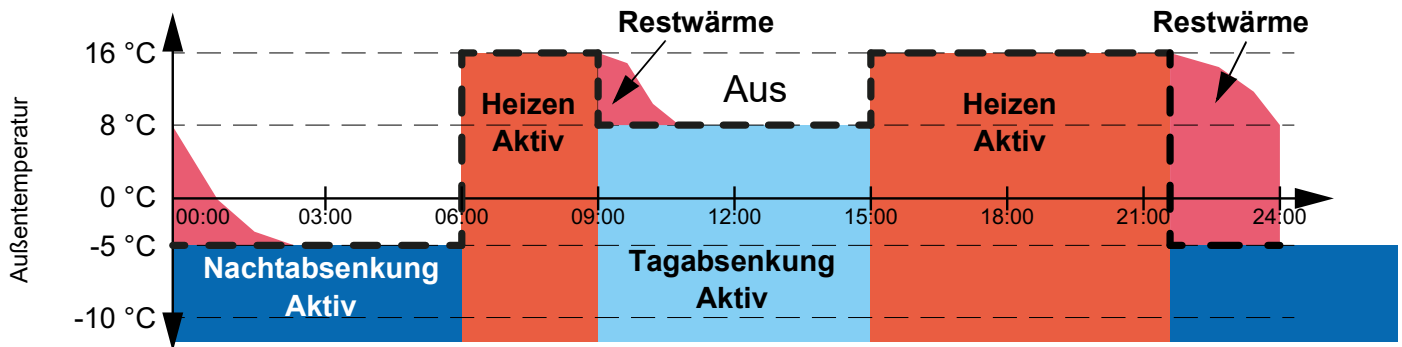 Restwärme
Restwärme
16 °C
Aus
Heizen
Aktiv
Heizen
Aktiv
8 °C
Außentemperatur
0 °C
00:00
03:00
06:00
09:00
12:00
15:00
18:00
21:00
24:00
-5 °C
Nachtabsenkung
Aktiv
Tagabsenkung
Aktiv
-10 °C